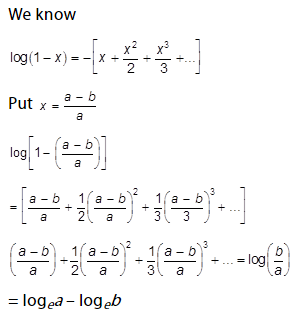 We know
log(1 − x) = −[x + x²/2 + x³/3 + ...]
Put x = (a − b)/a
log[1 − ((a − b)/a)]
= [(a − b)/a + 1/2((a − b)/a)² + 1/3((a − b)/3)³ + ...]
((a − b)/a) + 1/2((a − b)/a)² + 1/3((a − b)/a)³ + ... = log(b/a)
= logₑa − logₑb